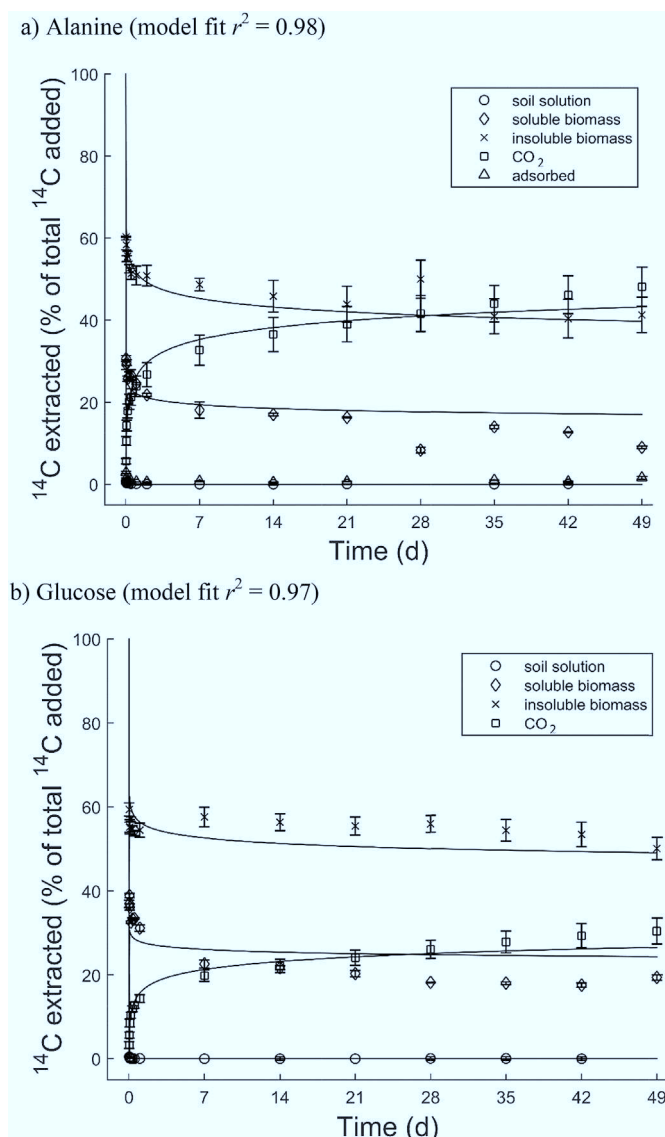 a) Alanine (model fit r² = 0.98)
100
80
60
40
20
0
¹⁴C extracted (% of total ¹⁴C added)
soil solution
soluble biomass
insoluble biomass
CO₂
adsorbed
0 7 14 21 28 35 42 49
Time (d)
b) Glucose (model fit r² = 0.97)
100
80
60
40
20
0
¹⁴C extracted (% of total ¹⁴C added)
soil solution
soluble biomass
insoluble biomass
CO₂
0 7 14 21 28 35 42 49
Time (d)